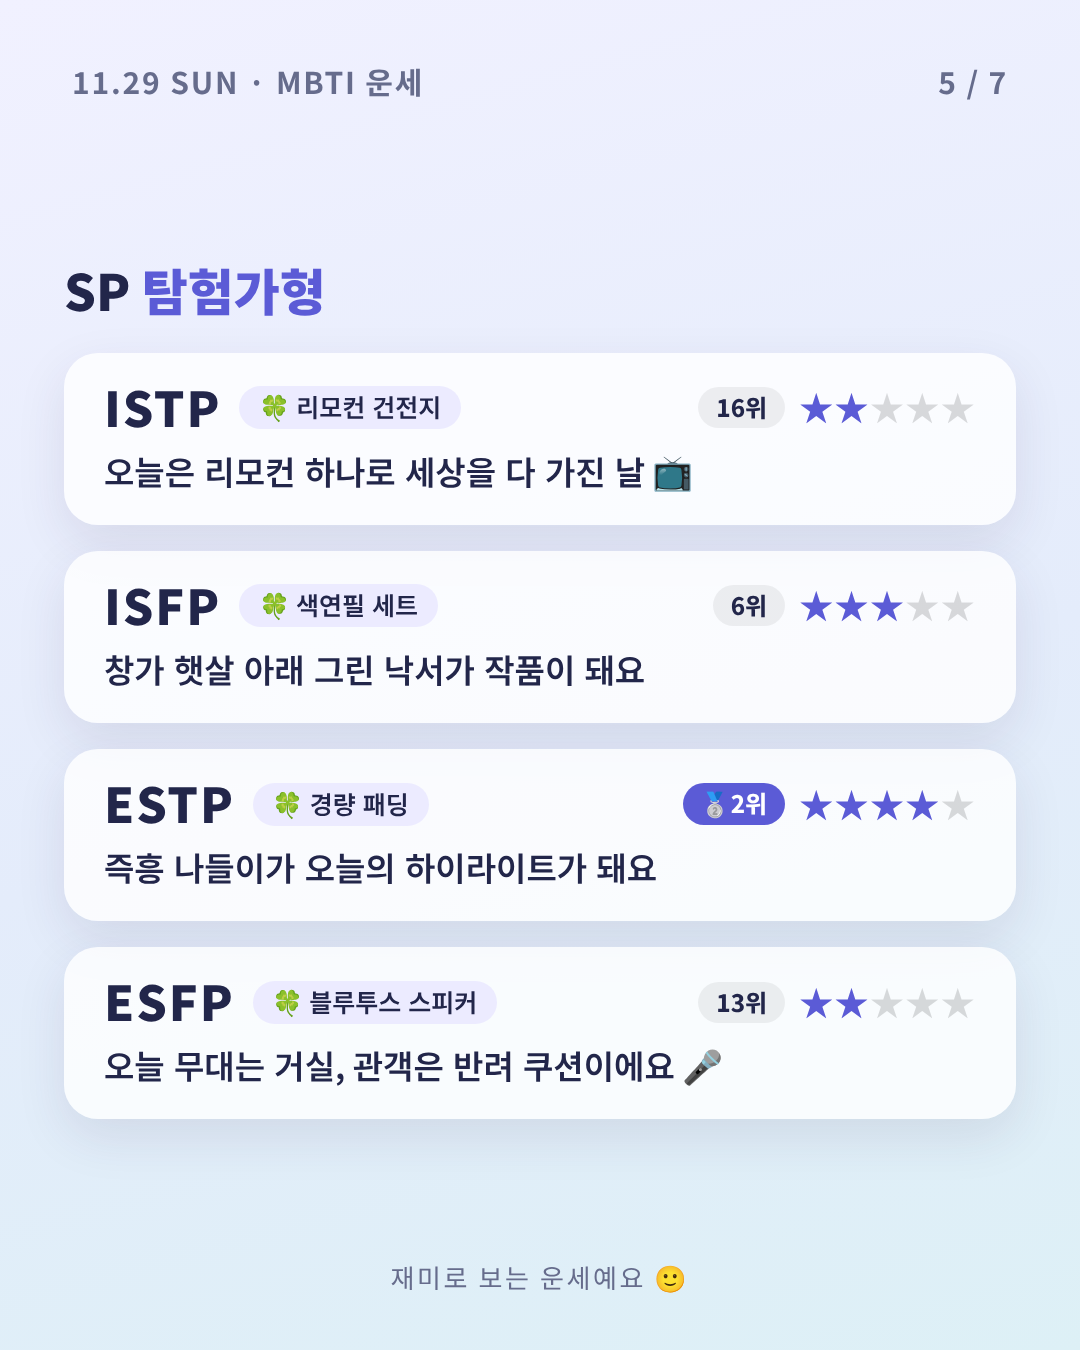 11.29 SUN · MBTI 운세
5 / 7
SP 탐험가형
ISTP 🍀 리모컨 건전지 16위 ★★★★★
오늘은 리모컨 하나로 세상을 다 가진 날 📺
ISFP 🍀 색연필 세트 6위 ★★★★★
창가 햇살 아래 그린 낙서가 작품이 돼요
ESTP 🍀 경량 패딩 🥈2위 ★★★★★
즉흥 나들이가 오늘의 하이라이트가 돼요
ESFP 🍀 블루투스 스피커 13위 ★★★★★
오늘 무대는 거실, 관객은 반려 쿠션이에요 🎤
재미로 보는 운세예요 🙂